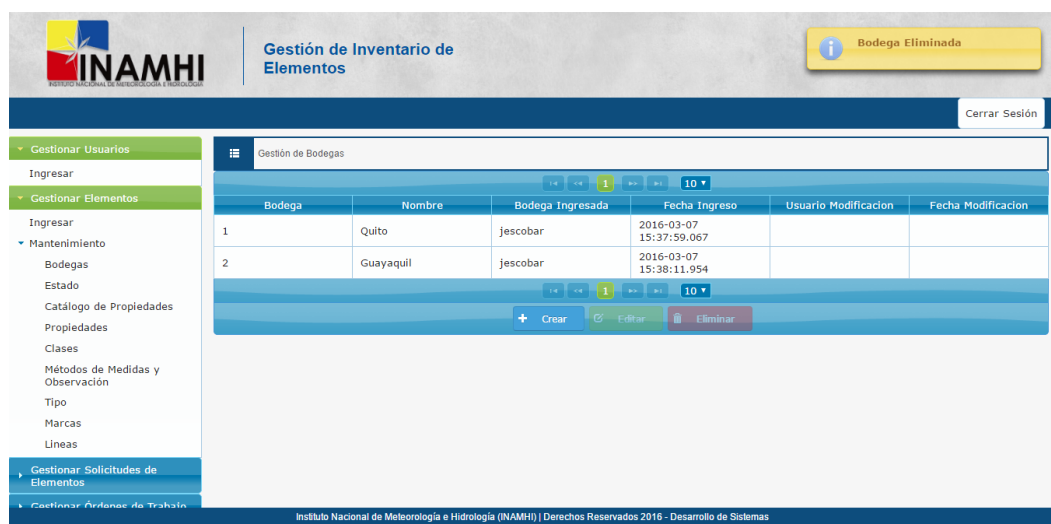 INAMHI
INSTITUTO NACIONAL DE METEOROLOGÍA E HIDROLOGÍA
Gestión de Inventario de
Elementos
Bodega Eliminada
Cerrar Sesión
Gestionar Usuarios
Ingresar
Gestionar Elementos
Ingresar
Mantenimiento
Bodegas
Estado
Catálogo de Propiedades
Propiedades
Clases
Métodos de Medidas y
Observación
Tipo
Marcas
Lineas
Gestionar Solicitudes de
Elementos
Gestionar Órdenes de Trabajo
Gestión de Bodegas
1 10
Bodega Nombre Bodega Ingresada Fecha Ingreso Usuario Modificacion Fecha Modificacion
1 Quito jescobar 2016-03-07 15:37:59.067
2 Guayaquil jescobar 2016-03-07 15:38:11.954
1 10
Crear Editar Eliminar
Instituto Nacional de Meteorología e Hidrología (INAMHI) | Derechos Reservados 2016 - Desarrollo de Sistemas